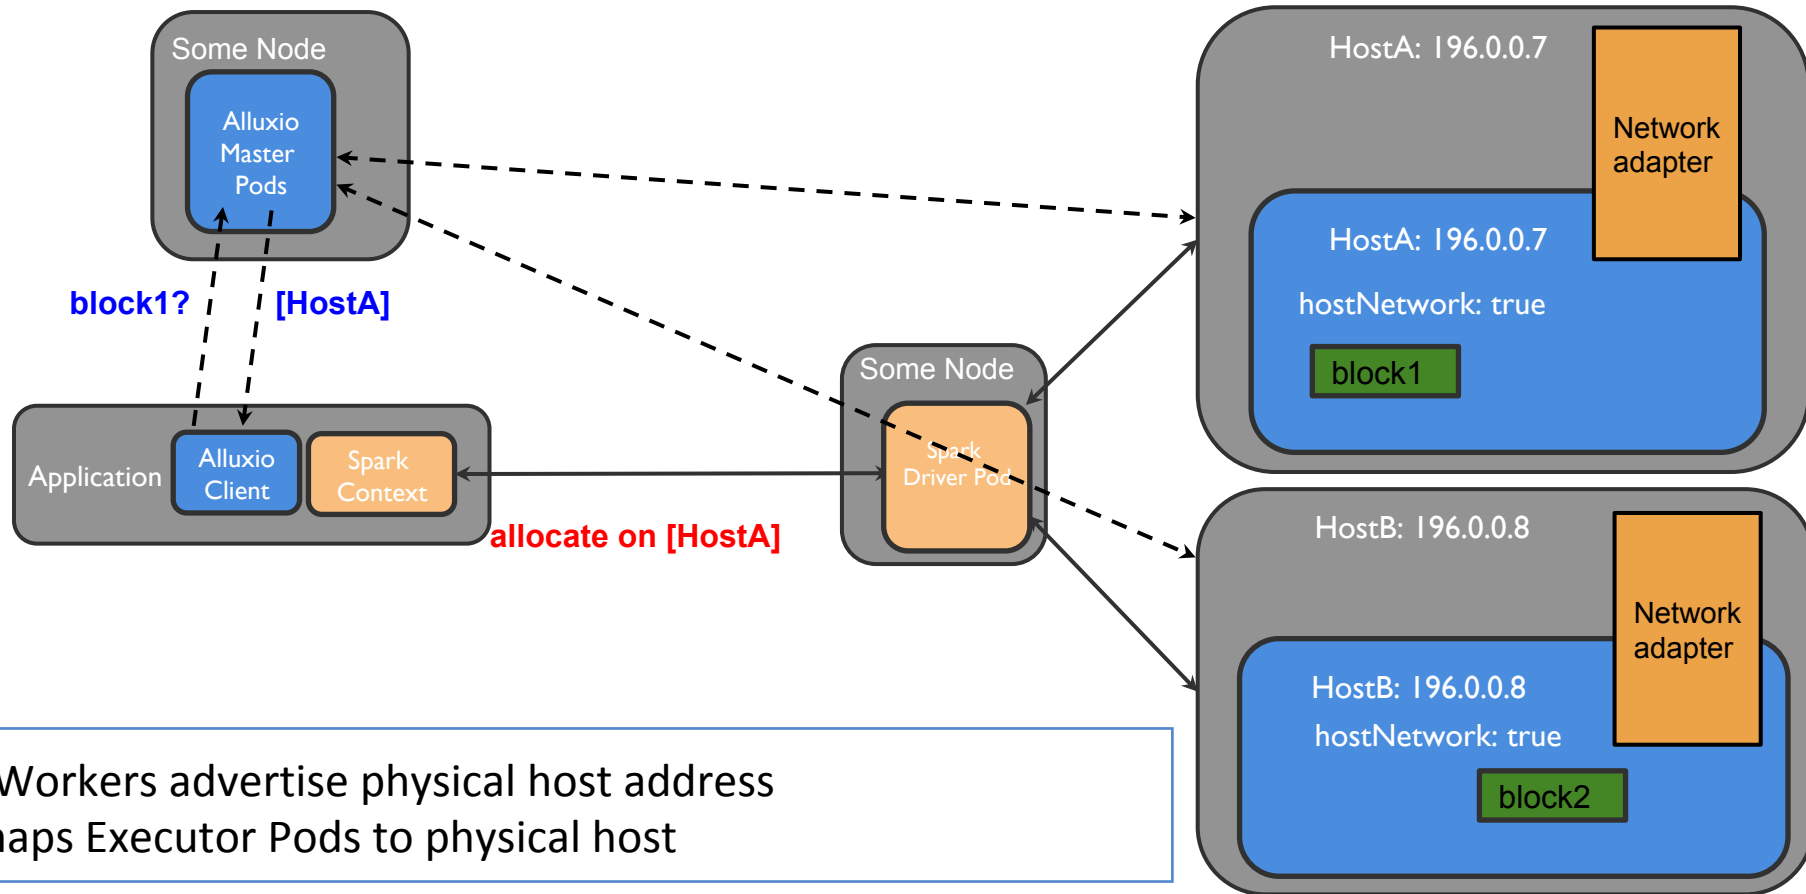 Some Node
Alluxio
Master
Pods
block1?
[HostA]
Application
Alluxio
Client
Spark
Context
allocate on [HostA]
Some Node
Spark
Driver Pod
HostA: 196.0.0.7
Network
adapter
HostA: 196.0.0.7
hostNetwork: true
block1
HostB: 196.0.0.8
Network
adapter
HostB: 196.0.0.8
hostNetwork: true
block2
Workers advertise physical host address
Executor Pods to physical host